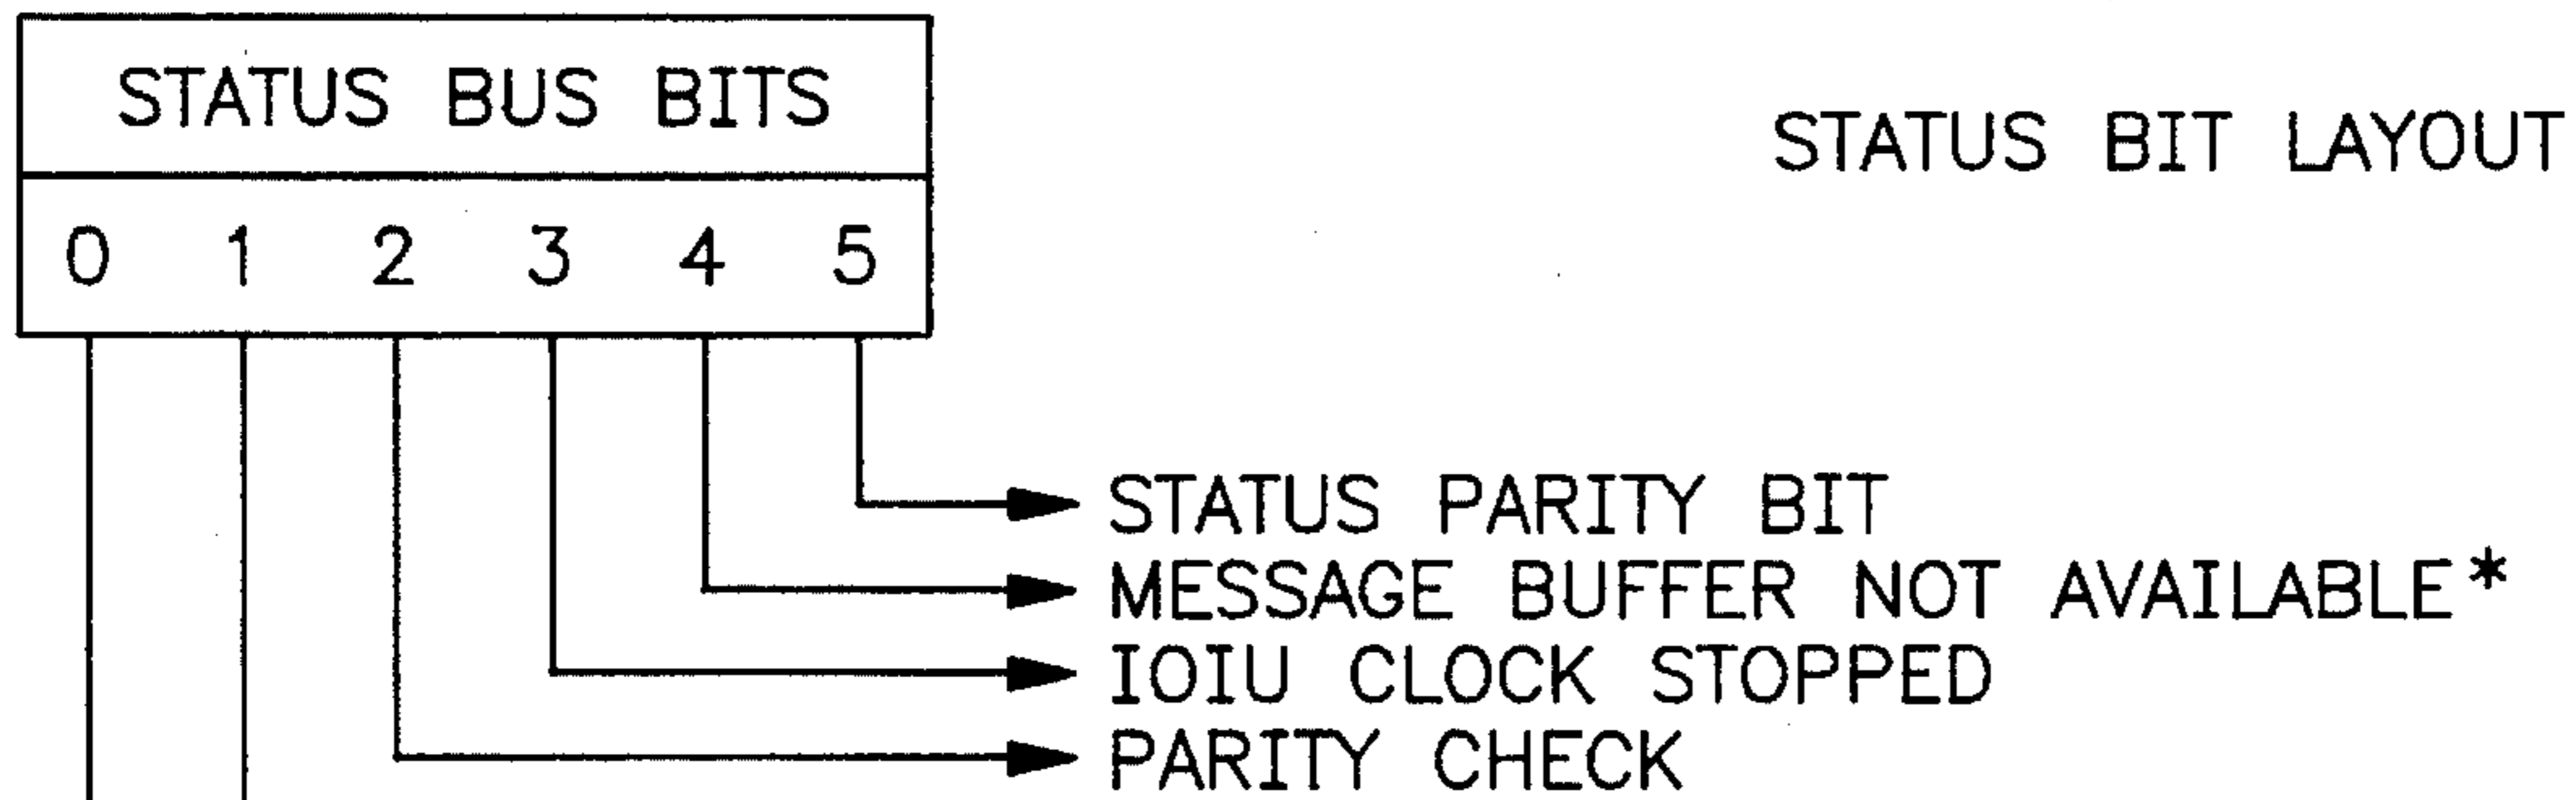 STATUS BUS BITS
STATUS BIT LAYOUT
0 1 2 3 4 5
STATUS PARITY BIT
MESSAGE BUFFER NOT AVAILABLE*
IOIU CLOCK STOPPED
PARITY CHECK